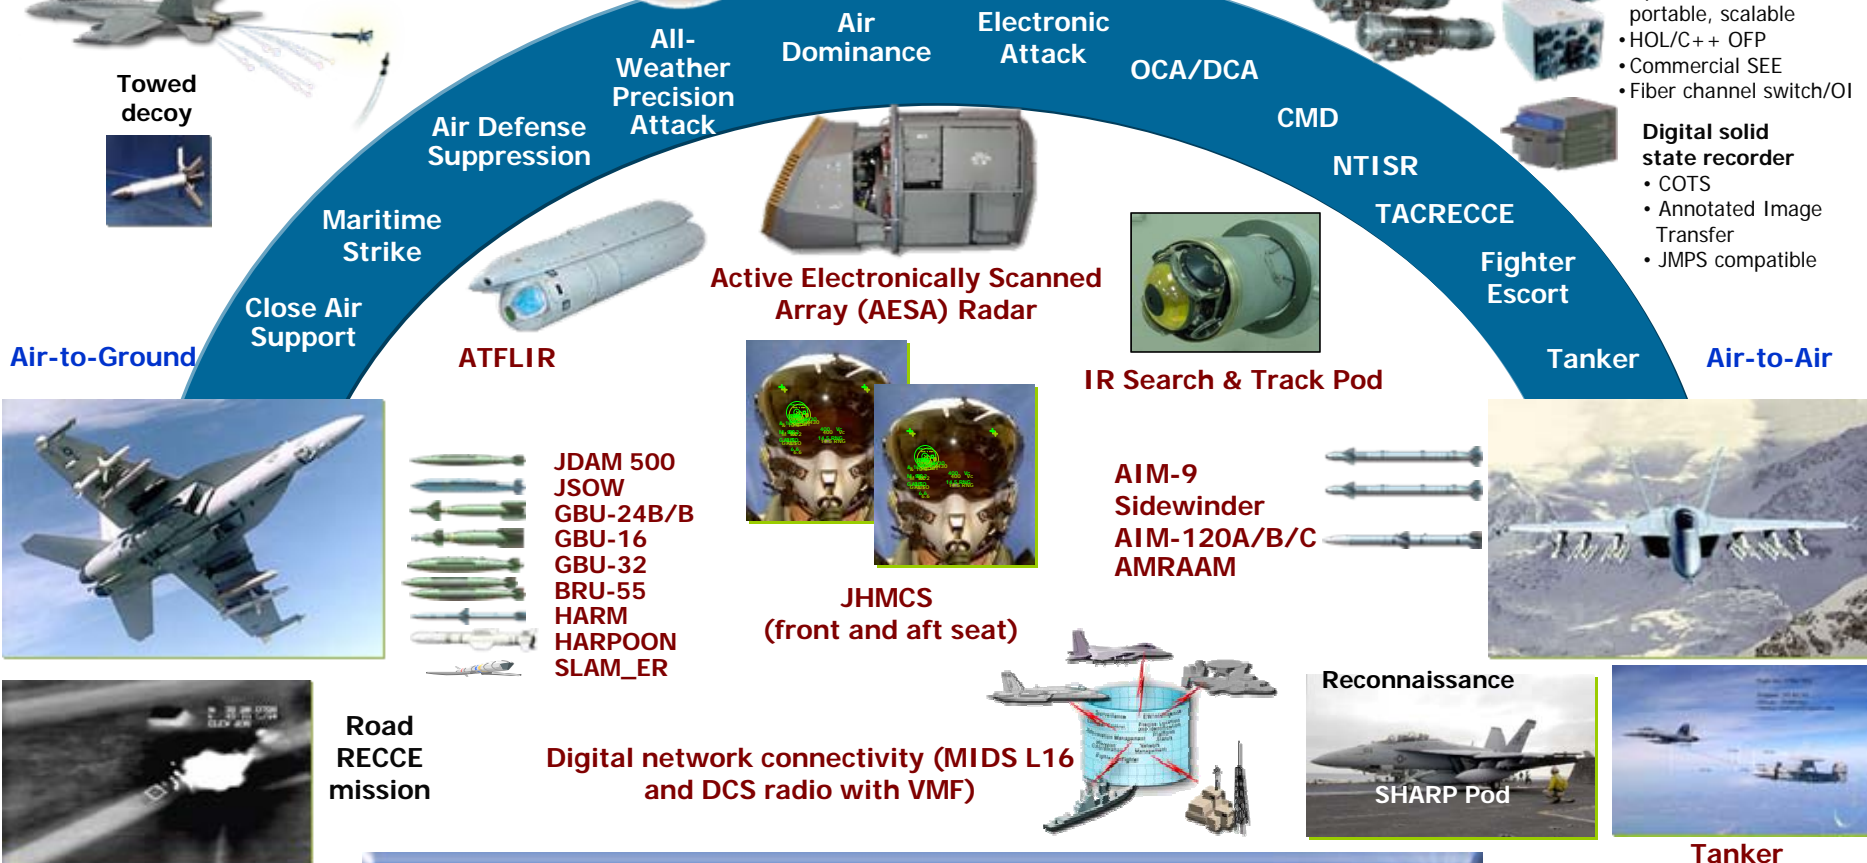 Towed
decoy
All-
Weather
Precision
Attack
Air
Dominance
Electronic
Attack
OCA/DCA
CMD
NTISR
TACRECCE
Fighter
Escort
Tanker
Air Defense
Suppression
Maritime
Strike
Close Air
Support
Air-to-Ground
Air-to-Air
portable, scalable
• HOL/C++ OFP
• Commercial SEE
• Fiber channel switch/OI
Digital solid
state recorder
• COTS
• Annotated Image
Transfer
• JMPS compatible
ATFLIR
Active Electronically Scanned
Array (AESA) Radar
IR Search & Track Pod
JDAM 500
JSOW
GBU-24B/B
GBU-16
GBU-32
BRU-55
HARM
HARPOON
SLAM_ER
JHMCS
(front and aft seat)
AIM-9
Sidewinder
AIM-120A/B/C
AMRAAM
Road
RECCE
mission
Digital network connectivity (MIDS L16
and DCS radio with VMF)
Surveillance
Information Management
Network
Management
Reconnaissance
SHARP Pod
Tanker